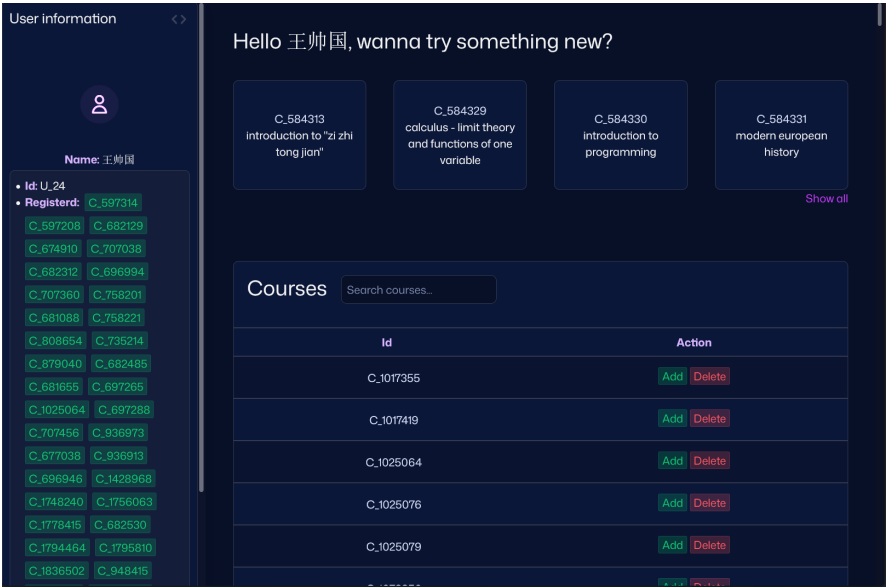 User information
Name: 王帅国
Id: U_24
Registerd: C_597314
C_597208 C_682129
C_674910 C_707038
C_682312 C_696994
C_707360 C_758201
C_681088 C_758221
C_808654 C_735214
C_879040 C_682485
C_681655 C_697265
C_1025064 C_697288
C_707456 C_936973
C_677038 C_936913
C_696946 C_1428968
C_1748240 C_1756063
C_1778415 C_682530
C_1794464 C_1795810
C_1836502 C_948415
Hello 王帅国, wanna try something new?
C_584313
introduction to "zi zhi
tong jian"
C_584329
calculus - limit theory
and functions of one
variable
C_584330
introduction to
programming
C_584331
modern european
history
Show all
Courses Search courses...
Id Action
C_1017355 Add Delete
C_1017419 Add Delete
C_1025064 Add Delete
C_1025076 Add Delete
C_1025079 Add Delete